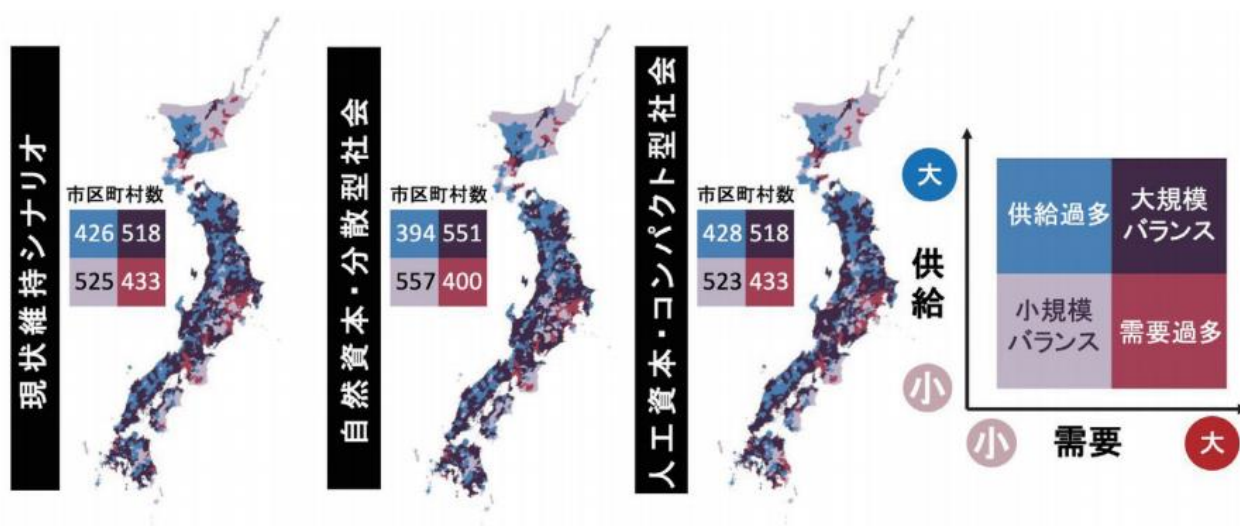 現状維持シナリオ
市区町村数
426 518
525 433
自然資本・分散型社会
市区町村数
394 551
557 400
人工資本・コンパクト型社会
市区町村数
428 518
523 433
大
供給
小
供給過多
大規模
バランス
小規模
バランス
需要過多
小
需要
大